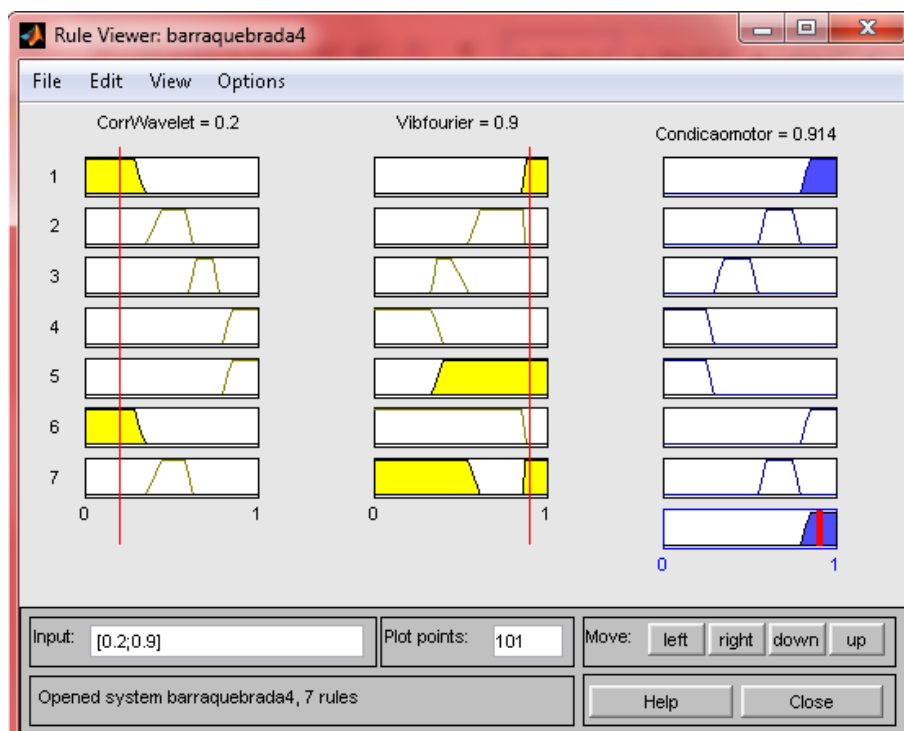 Rule Viewer: barraquebrada4
File Edit View Options
CorrWavelet = 0.2
Vibfourier = 0.9
Condicaomotor = 0.914
1
2
3
4
5
6
7
0 1
0 1
0 1
Input: [0.2;0.9]
Plot points: 101
Move: left right down up
Opened system barraquebrada4, 7 rules
Help Close